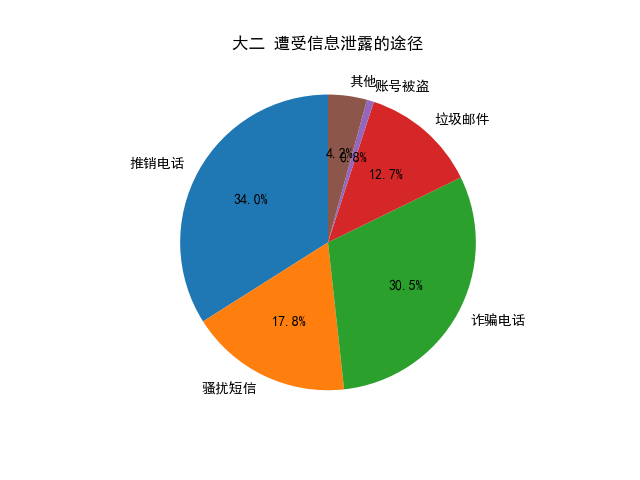 大二 遭受信息泄露的途径
其他
账号被盗
垃圾邮件
推销电话
4.2%
0.8%
12.7%
34.0%
30.5%
17.8%
诈骗电话
骚扰短信